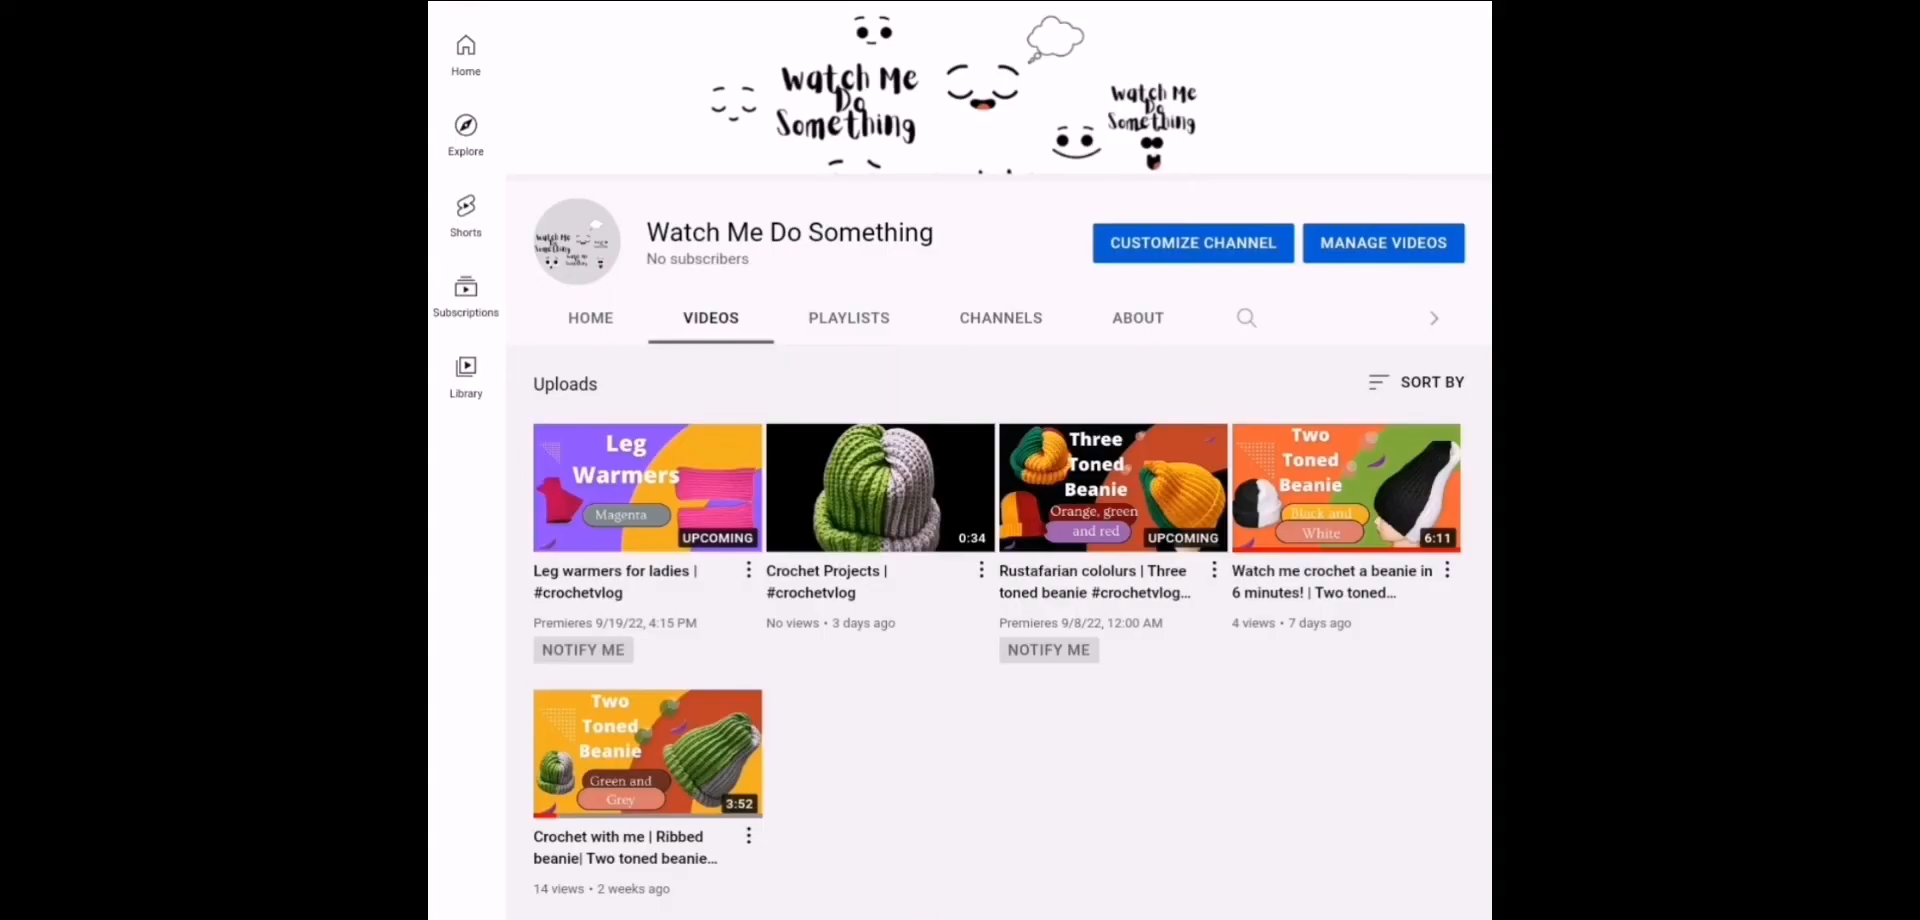 Home
Explore
Shorts
Subscriptions
Library
Watch Me
Do
Something
Watch Me
Do
Something
Watch Me Do Something
No subscribers
CUSTOMIZE CHANNEL
MANAGE VIDEOS
HOME
VIDEOS
PLAYLISTS
CHANNELS
ABOUT
Uploads
SORT BY
Leg
Warmers
Magenta
UPCOMING
Leg warmers for ladies |
#crochetvlog
Premieres 9/19/22, 4:15 PM
NOTIFY ME
0:34
Crochet Projects |
#crochetvlog
No views • 3 days ago
Three
Toned
Beanie
Orange, green
and red
UPCOMING
Rustafarian cololurs | Three
toned beanie #crochetvlog...
Premieres 9/8/22, 12:00 AM
NOTIFY ME
Two
Toned
Beanie
Black and
White
6:11
Watch me crochet a beanie in
6 minutes! | Two toned...
4 views • 7 days ago
Two
Toned
Beanie
Green and
Grey
3:52
Crochet with me | Ribbed
beanie| Two toned beanie...
14 views • 2 weeks ago